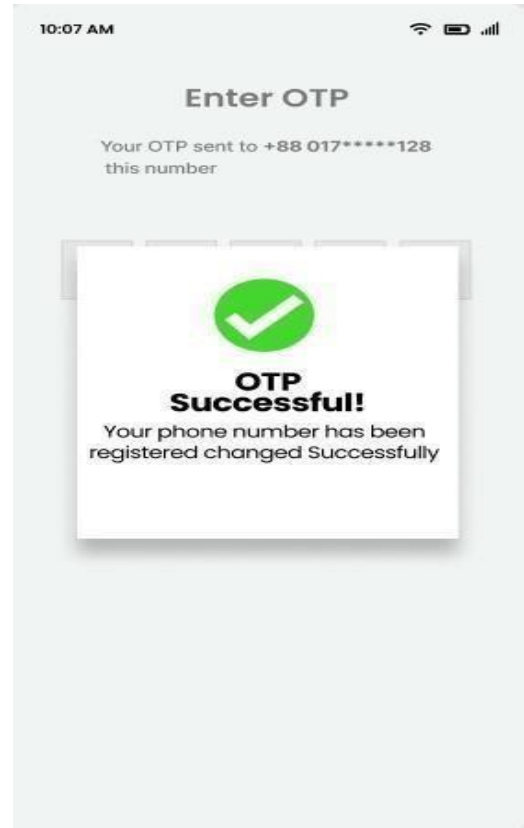 10:07 AM
Enter OTP
Your OTP sent to +88 017*****128
this number
OTP
Successful!
Your phone number has been
registered changed Successfully